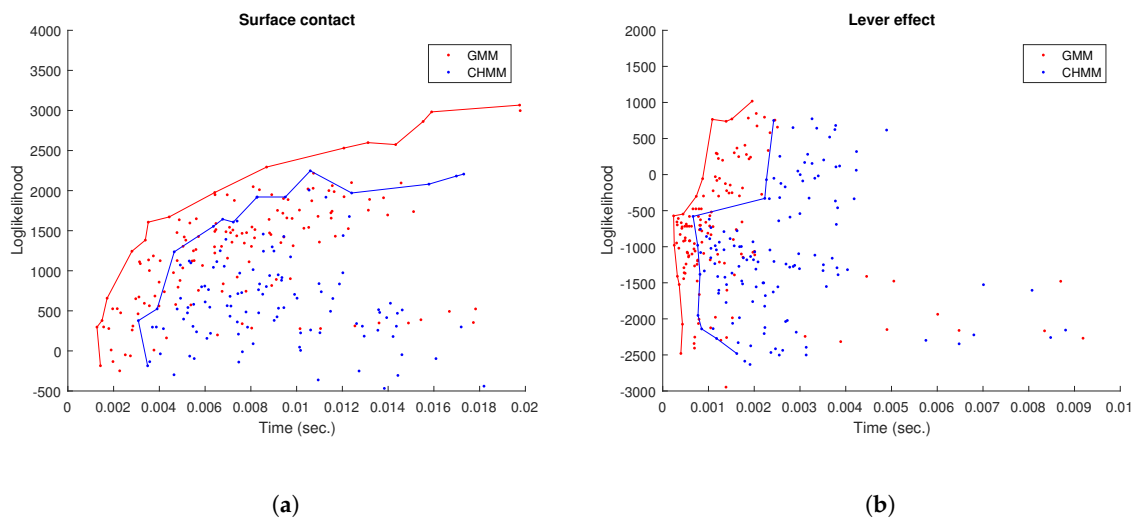 Surface contact
4000
3500
3000
2500
2000
1500
1000
500
0
-500
Loglikelihood
GMM
CHMM
0 0.002 0.004 0.006 0.008 0.01 0.012 0.014 0.016 0.018 0.02
Time (sec.)
(a)
Lever effect
2000
1500
1000
500
0
-500
-1000
-1500
-2000
-2500
-3000
Loglikelihood
GMM
CHMM
0 0.001 0.002 0.003 0.004 0.005 0.006 0.007 0.008 0.009 0.01
Time (sec.)
(b)